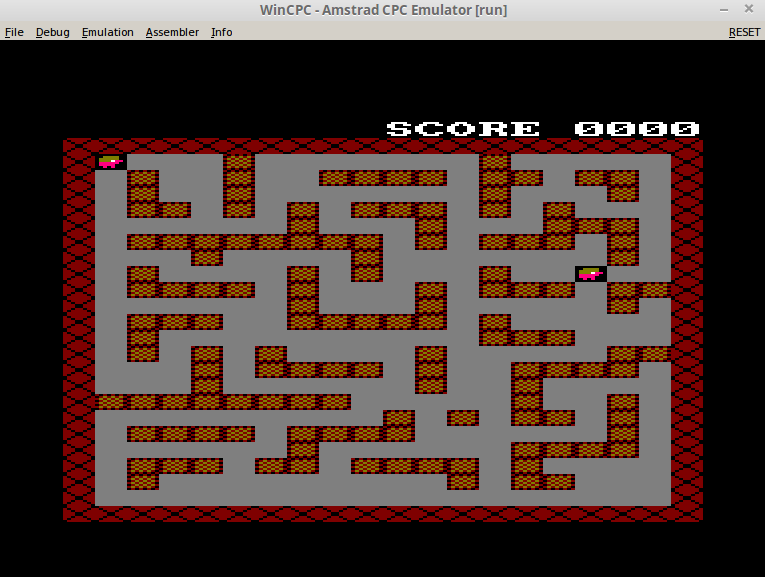 WinCPC - Amstrad CPC Emulator [run]
File Debug Emulation Assembler Info RESET
SCORE 0000